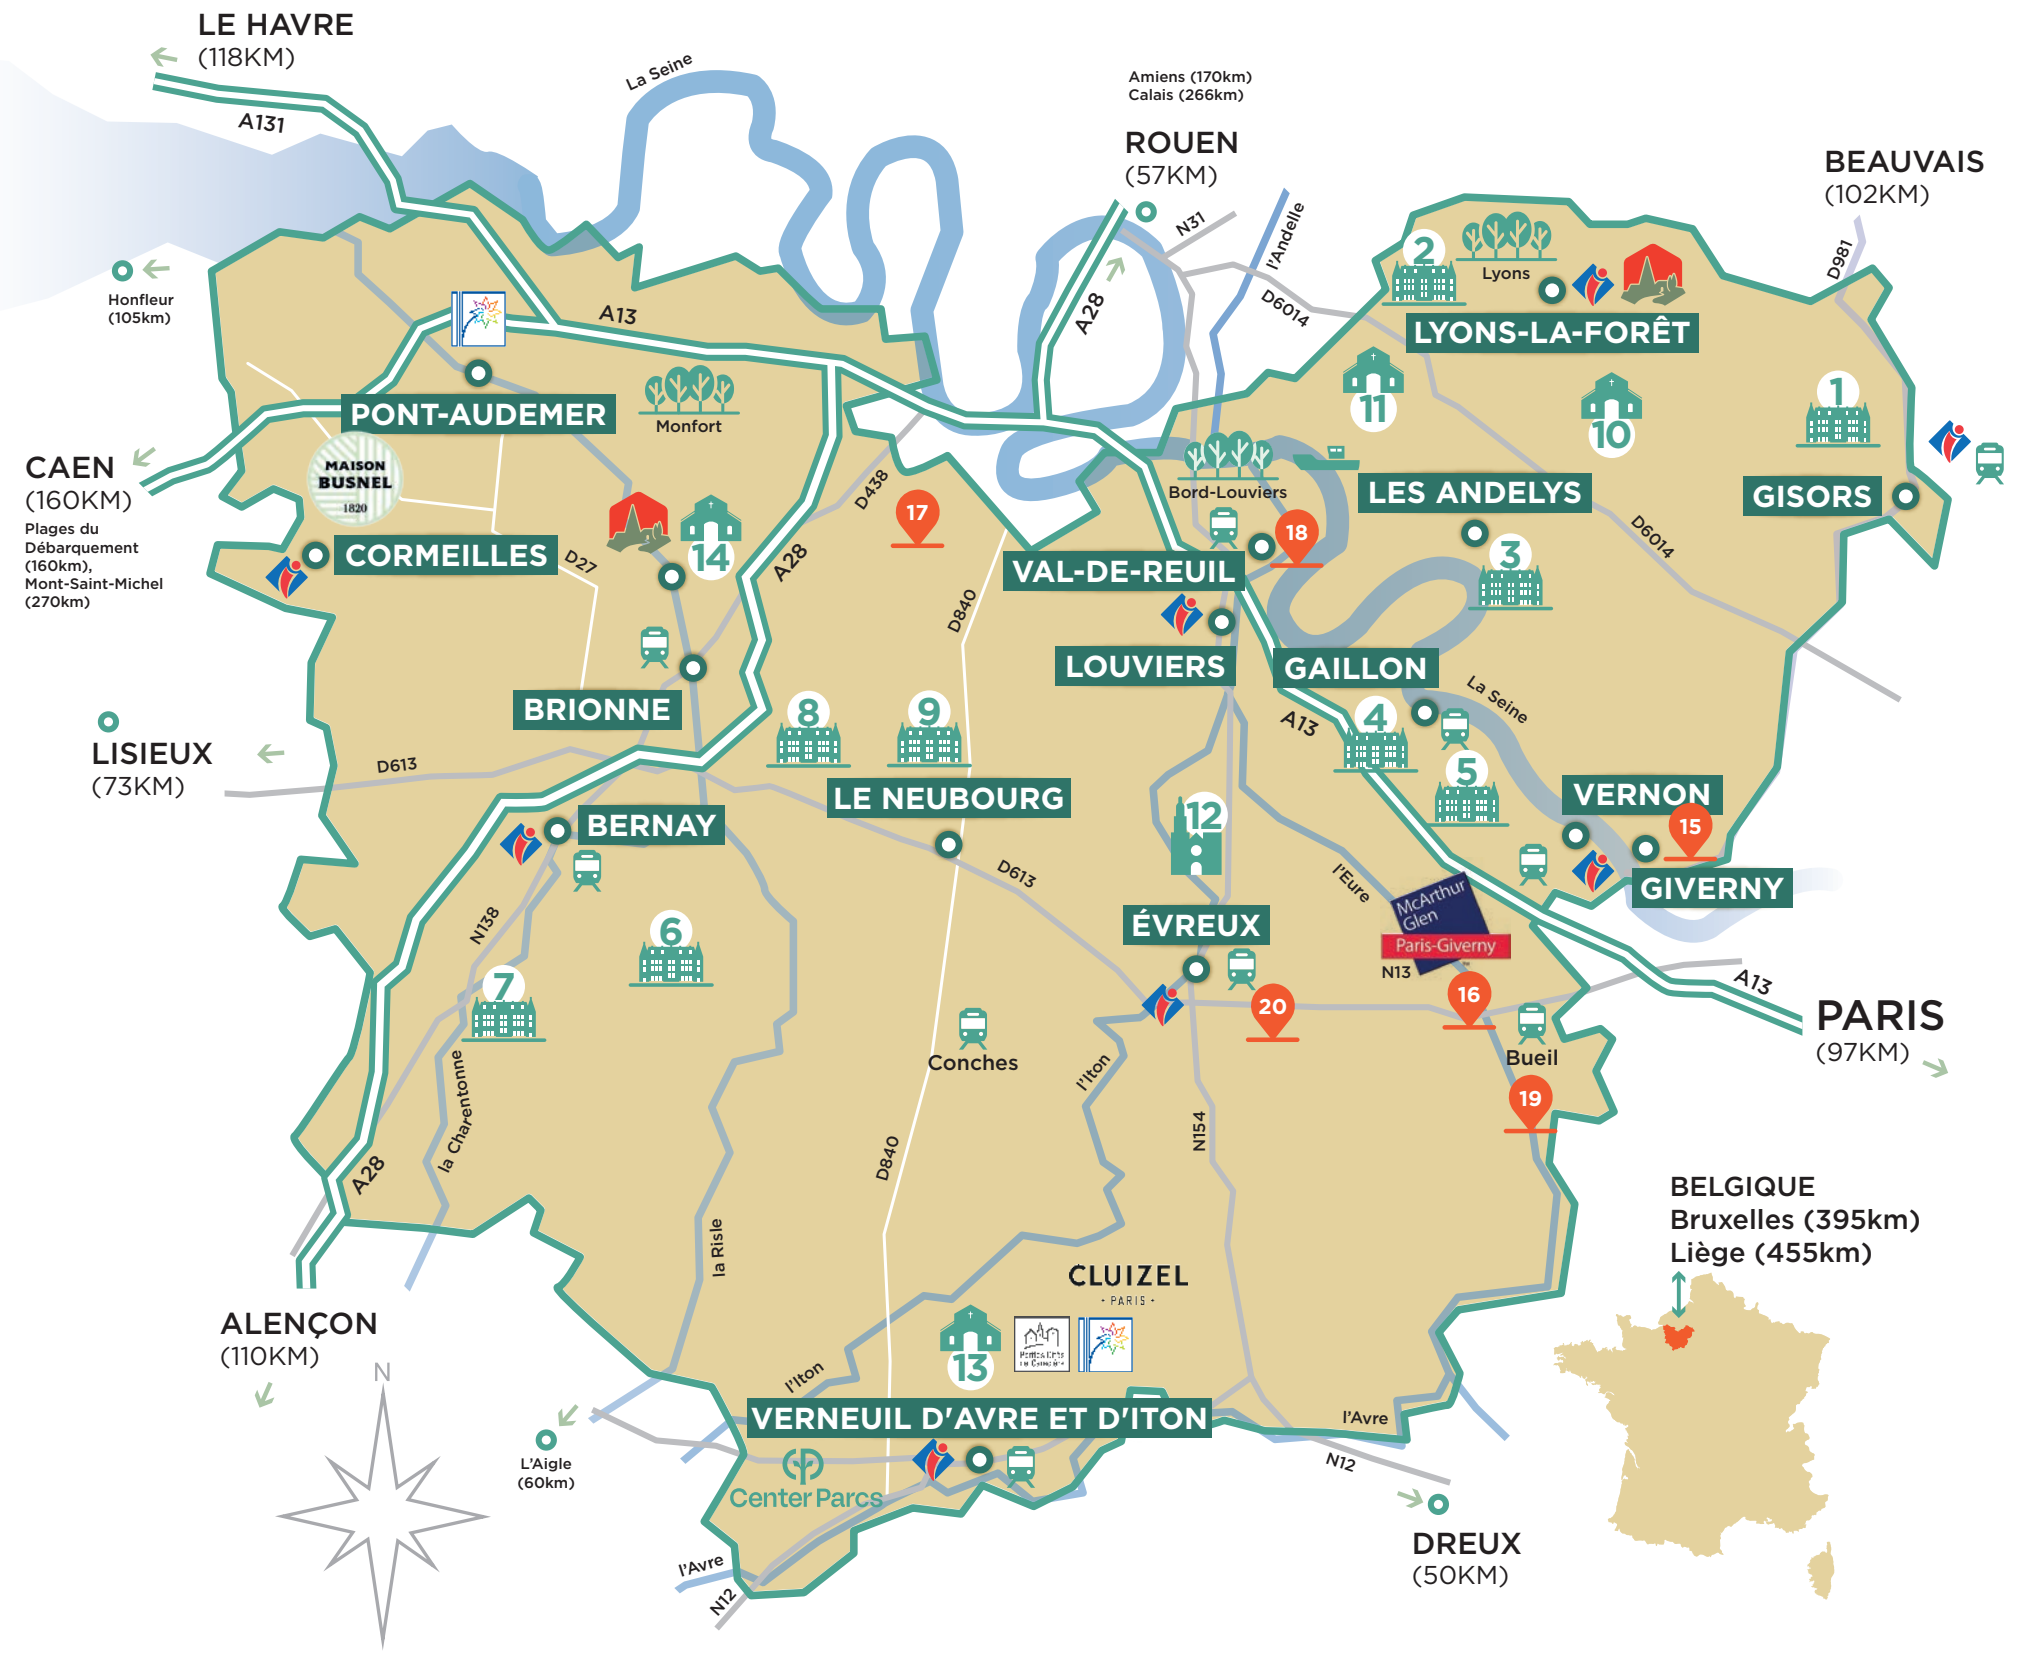 LE HAVRE
(118KM)
A131
La Seine
Amiens (170km)
Calais (266km)
ROUEN
(57KM)
N31
l'Andelle
BEAUVAIS
(102KM)
D981
2
Lyons
LYONS-LA-FORÊT
D6014
Honfleur
(105km)
A13
A28
PONT-AUDEMER
Monfort
11
10
1
CAEN
(160KM)
Plages du
Débarquement
(160km),
Mont-Saint-Michel
(270km)
MAISON
BUSNEL
1820
D438
17
Bord-Louviers
LES ANDELYS
GISORS
CORMEILLES
D27
14
A28
18
3
D6014
VAL-DE-REUIL
D840
LOUVIERS
GAILLON
La Seine
BRIONNE
8
9
A13
4
LISIEUX
(73KM)
D613
5
LE NEUBOURG
VERNON
15
BERNAY
12
D613
l'Eure
GIVERNY
McArthur
Glen
Paris-Giverny
N13
N138
6
ÉVREUX
7
20
16
A13
PARIS
(97KM)
Conches
Bueil
l'Iton
19
la Charentonne
N154
D840
A28
la Risle
BELGIQUE
Bruxelles (395km)
Liège (455km)
CLUIZEL
PARIS
ALENÇON
(110KM)
N
13
l'Iton
VERNEUIL D'AVRE ET D'ITON
l'Avre
N12
L'Aigle
(60km)
Center Parcs
DREUX
(50KM)
l'Avre
N12